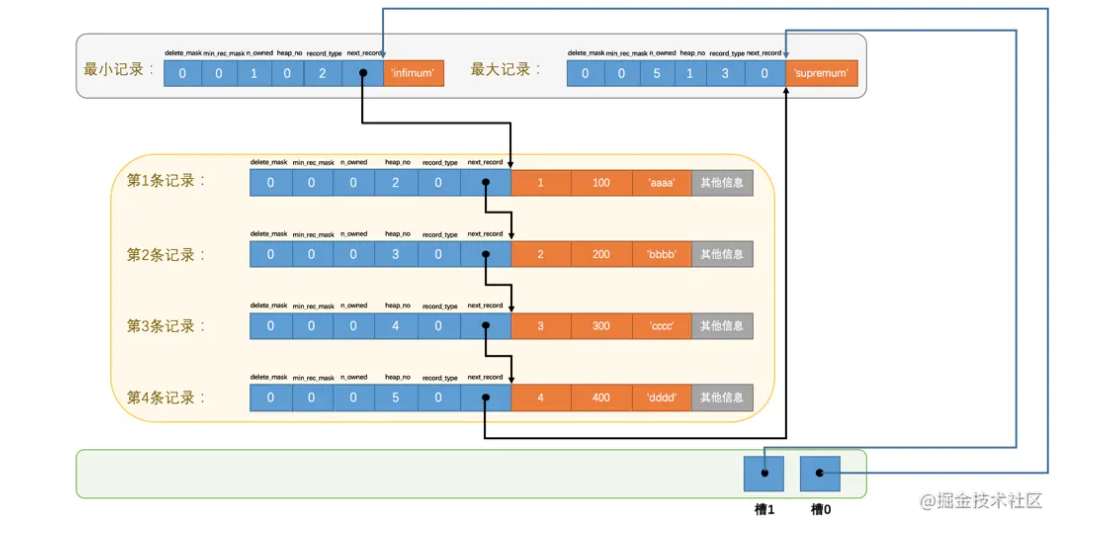 delete_mask min_rec_mask n_owned heap_no record_type next_record
delete_mask min_rec_mask n_owned heap_no record_type next_record
最小记录： 0 0 1 0 2 'infimum'
最大记录： 0 0 5 1 3 0 'supremum'
delete_mask min_rec_mask n_owned heap_no record_type next_record
第1条记录： 0 0 0 2 0 1 100 'aaaa' 其他信息
delete_mask min_rec_mask n_owned heap_no record_type next_record
第2条记录： 0 0 0 3 0 2 200 'bbbb' 其他信息
delete_mask min_rec_mask n_owned heap_no record_type next_record
第3条记录： 0 0 0 4 0 3 300 'cccc' 其他信息
delete_mask min_rec_mask n_owned heap_no record_type next_record
第4条记录： 0 0 0 5 0 4 400 'dddd' 其他信息
槽1 槽0
@掘金技术社区